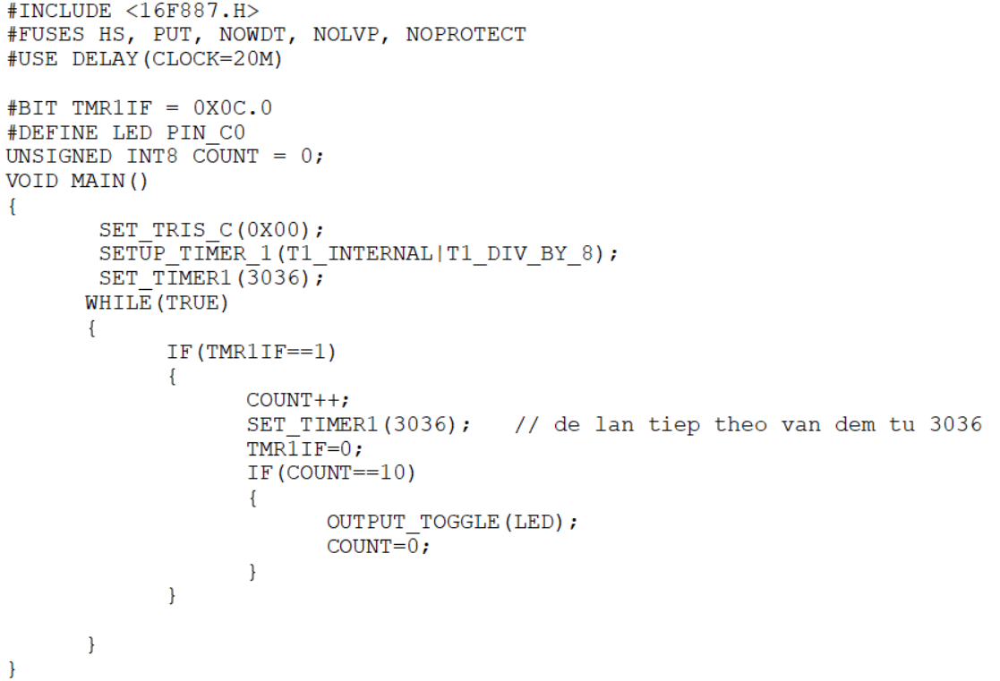 #INCLUDE <16F887.H>
#FUSES HS, PUT, NOWDT, NOLVP, NOPROTECT
#USE DELAY(CLOCK=20M)

#BIT TMR1IF = 0X0C.0
#DEFINE LED PIN_C0
UNSIGNED INT8 COUNT = 0;
VOID MAIN()
{
SET_TRIS_C(0X00);
SETUP_TIMER_1(T1_INTERNAL|T1_DIV_BY_8);
SET_TIMER1(3036);
WHILE(TRUE)
{
IF(TMR1IF==1)
{
COUNT++;
SET_TIMER1(3036); // de lan tiep theo van dem tu 3036
TMR1IF=0;
IF(COUNT==10)
{
OUTPUT_TOGGLE(LED);
COUNT=0;
}
}

}
}